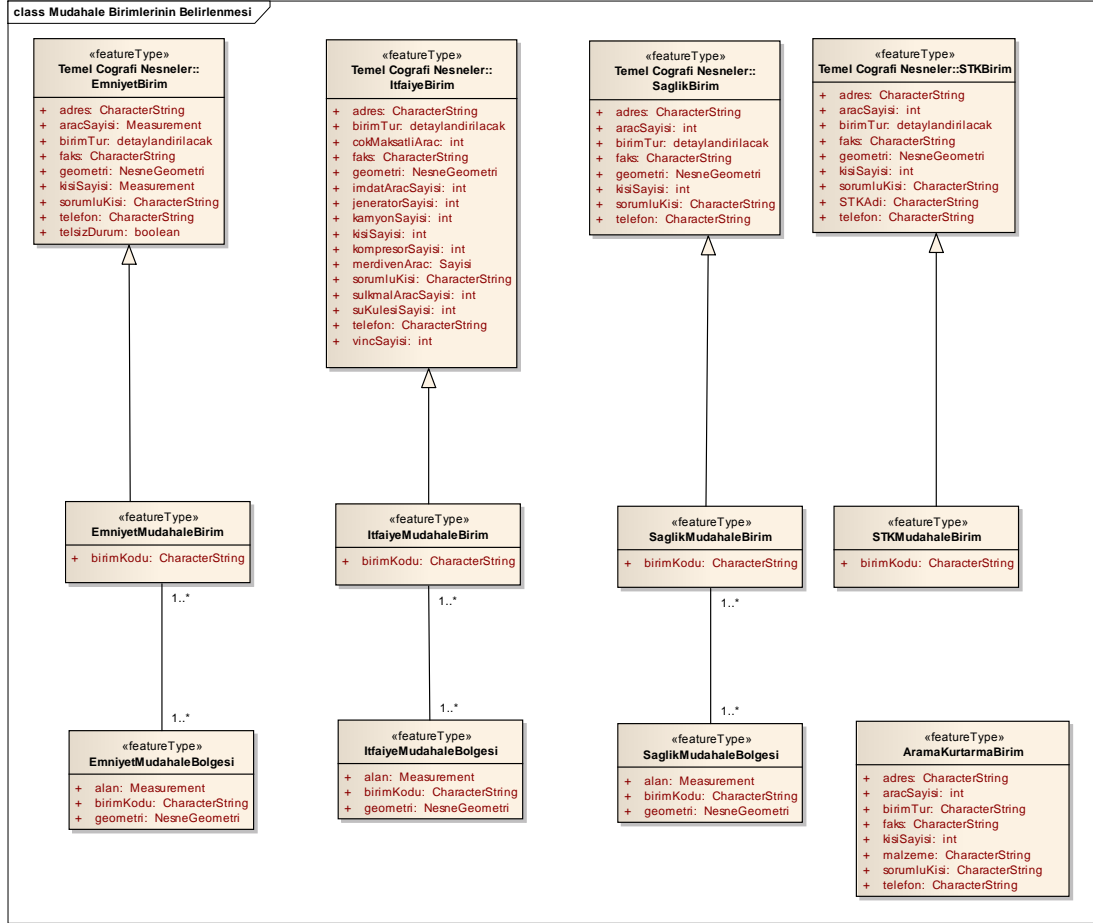 class Mudahale Birimlerinin Belirlenmesi
«featureType»
Temel Cografi Nesneler::
EmniyetBirim
+ adres: CharacterString
+ aracSayisi: Measurement
+ birimTur: detaylandirilacak
+ faks: CharacterString
+ geometri: NesneGeometri
+ kisiSayisi: Measurement
+ sorumluKisi: CharacterString
+ telefon: CharacterString
+ telsizDurum: boolean
«featureType»
Temel Cografi Nesneler::
ItfaiyeBirim
+ adres: CharacterString
+ birimTur: detaylandirilacak
+ cokMaksatliArac: int
+ faks: CharacterString
+ geometri: NesneGeometri
+ imdatAracSayisi: int
+ jeneratorSayisi: int
+ kamyonSayisi: int
+ kisiSayisi: int
+ kompresorSayisi: int
+ merdivenArac: Sayisi
+ sorumluKisi: CharacterString
+ sulkmalAracSayisi: int
+ suKulesiSayisi: int
+ telefon: CharacterString
+ vincSayisi: int
«featureType»
Temel Cografi Nesneler::
SaglikBirim
+ adres: CharacterString
+ aracSayisi: int
+ birimTur: detaylandirilacak
+ faks: CharacterString
+ geometri: NesneGeometri
+ kisiSayisi: int
+ sorumluKisi: CharacterString
+ telefon: CharacterString
«featureType»
Temel Cografi Nesneler::STKBirim
+ adres: CharacterString
+ aracSayisi: int
+ birimTur: detaylandirilacak
+ faks: CharacterString
+ geometri: NesneGeometri
+ kisiSayisi: int
+ sorumluKisi: CharacterString
+ STKAdi: CharacterString
+ telefon: CharacterString
«featureType»
EmniyetMudahaleBirim
+ birimKodu: CharacterString
«featureType»
ItfaiyeMudahaleBirim
+ birimKodu: CharacterString
«featureType»
SaglikMudahaleBirim
+ birimKodu: CharacterString
«featureType»
STKMudahaleBirim
+ birimKodu: CharacterString
1..*
1..*
1..*
1..*
1..*
1..*
«featureType»
EmniyetMudahaleBolgesi
+ alan: Measurement
+ birimKodu: CharacterString
+ geometri: NesneGeometri
«featureType»
ItfaiyeMudahaleBolgesi
+ alan: Measurement
+ birimKodu: CharacterString
+ geometri: NesneGeometri
«featureType»
SaglikMudahaleBolgesi
+ alan: Measurement
+ birimKodu: CharacterString
+ geometri: NesneGeometri
«featureType»
AramaKurtarmaBirim
+ adres: CharacterString
+ aracSayisi: int
+ birimTur: CharacterString
+ faks: CharacterString
+ kisiSayisi: int
+ malzeme: CharacterString
+ sorumluKisi: CharacterString
+ telefon: CharacterString